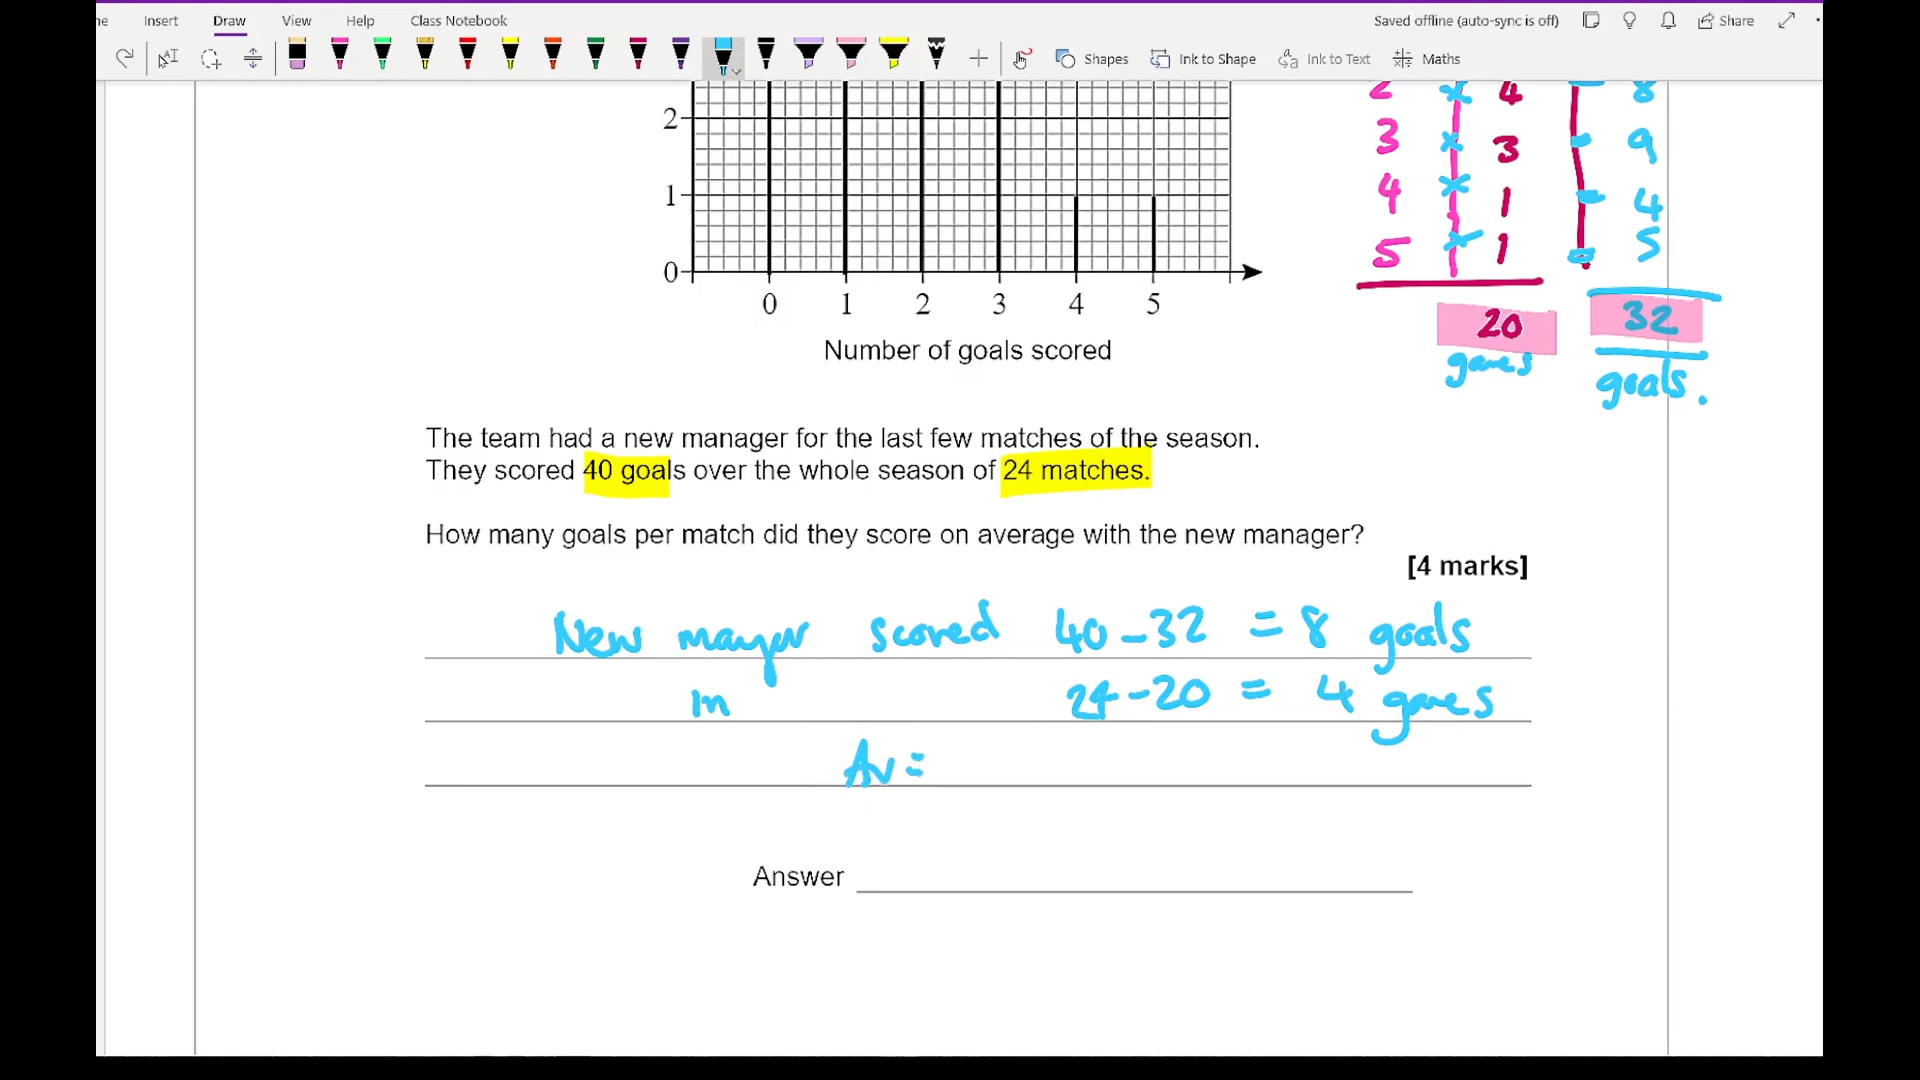 Insert Draw View Help Class Notebook Saved offline (auto-sync is off) Share
Shapes Ink to Shape Ink to Text Maths
2 × 4 = 8
3 × 3 = 9
4 × 1 = 4
5 × 1 = 5
20 32
games goals.
2
1
0
0 1 2 3 4 5
Number of goals scored
The team had a new manager for the last few matches of the season.
They scored 40 goals over the whole season of 24 matches.
How many goals per match did they score on average with the new manager?
[4 marks]
New scored 40 - 32 = 8 goals
In 24 - 20 = 4 games
Av =
Answer